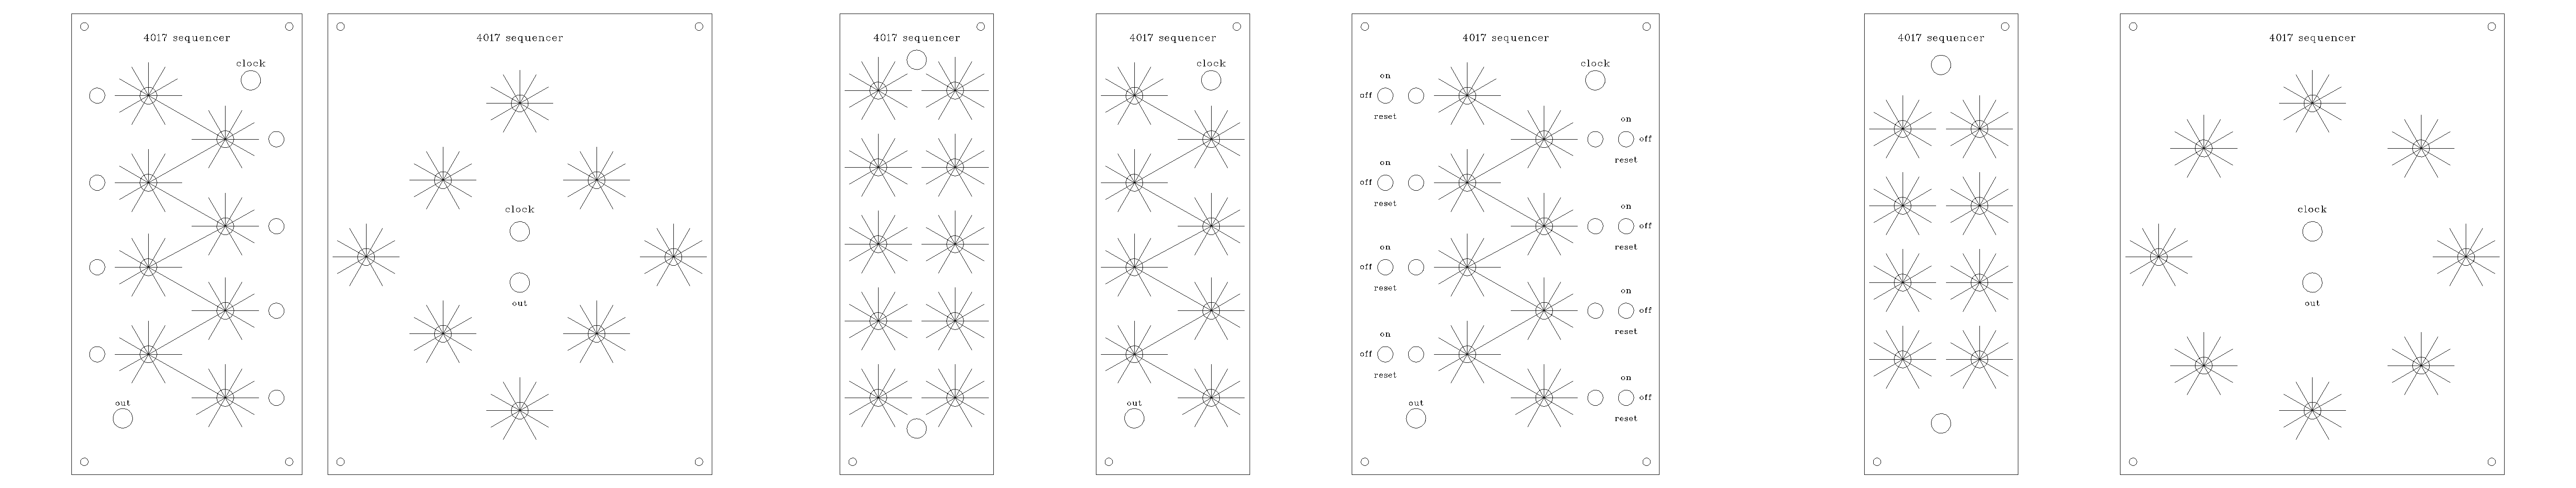 4017 sequencer
clock
out
4017 sequencer
clock
out
4017 sequencer
4017 sequencer
clock
out
4017 sequencer
clock
on
off
reset
on
off
reset
on
off
reset
on
off
reset
on
off
reset
on
off
reset
on
off
reset
on
off
reset
out
4017 sequencer
4017 sequencer
clock
out